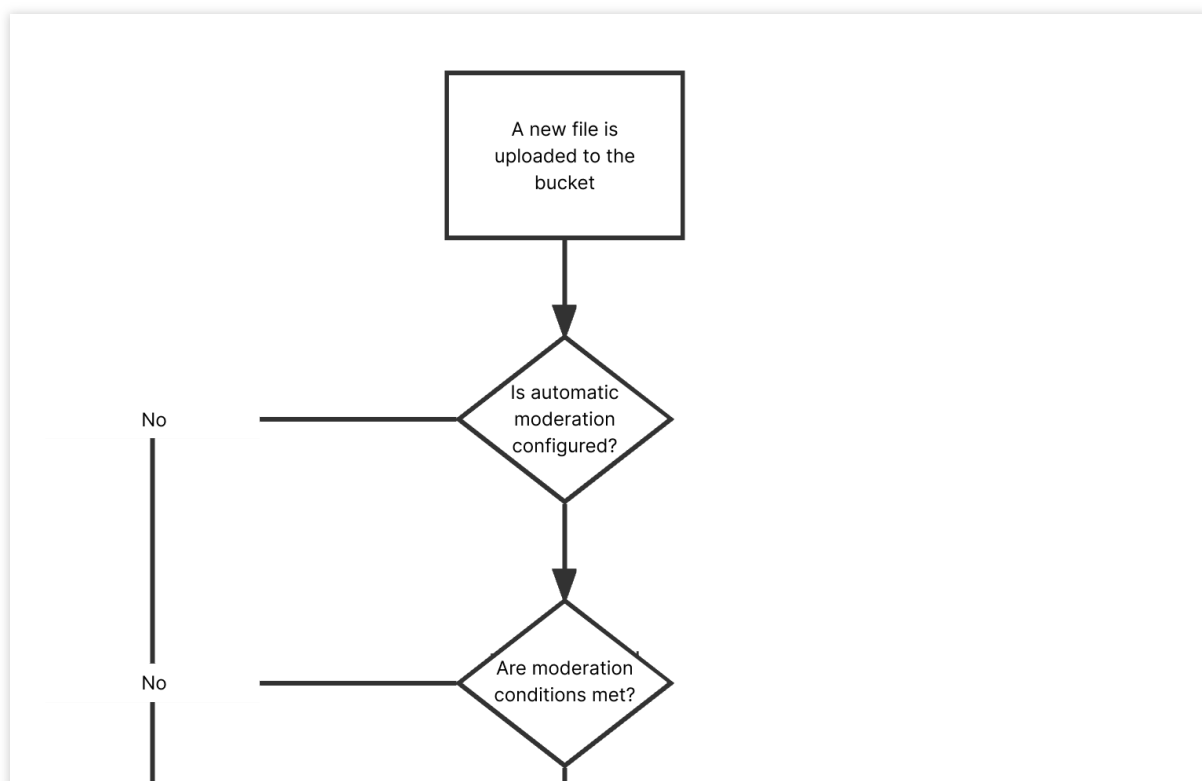 A new file is
uploaded to the
bucket
Is automatic
moderation
configured?
No
Are moderation
conditions met?
No